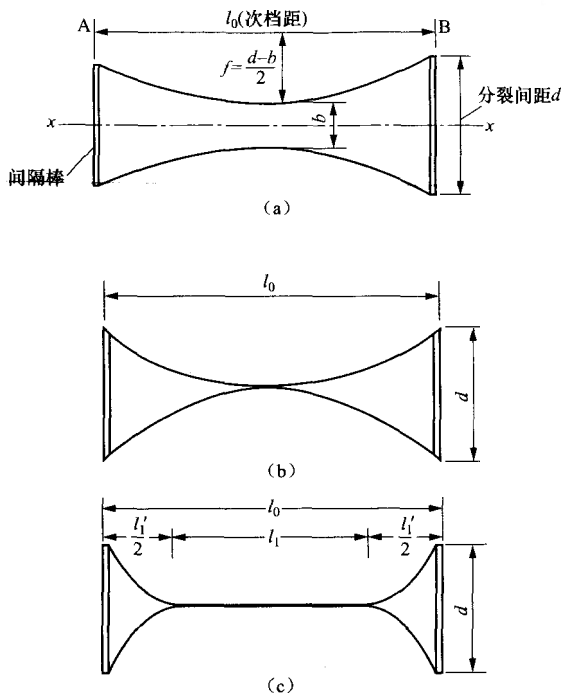 A l₀(次档距) B
f=(d-b)/2
分裂间距d
x b x
间隔棒
(a)
l₀
d
(b)
l₀
l₁′/2 l₁ l₁′/2
d
(c)